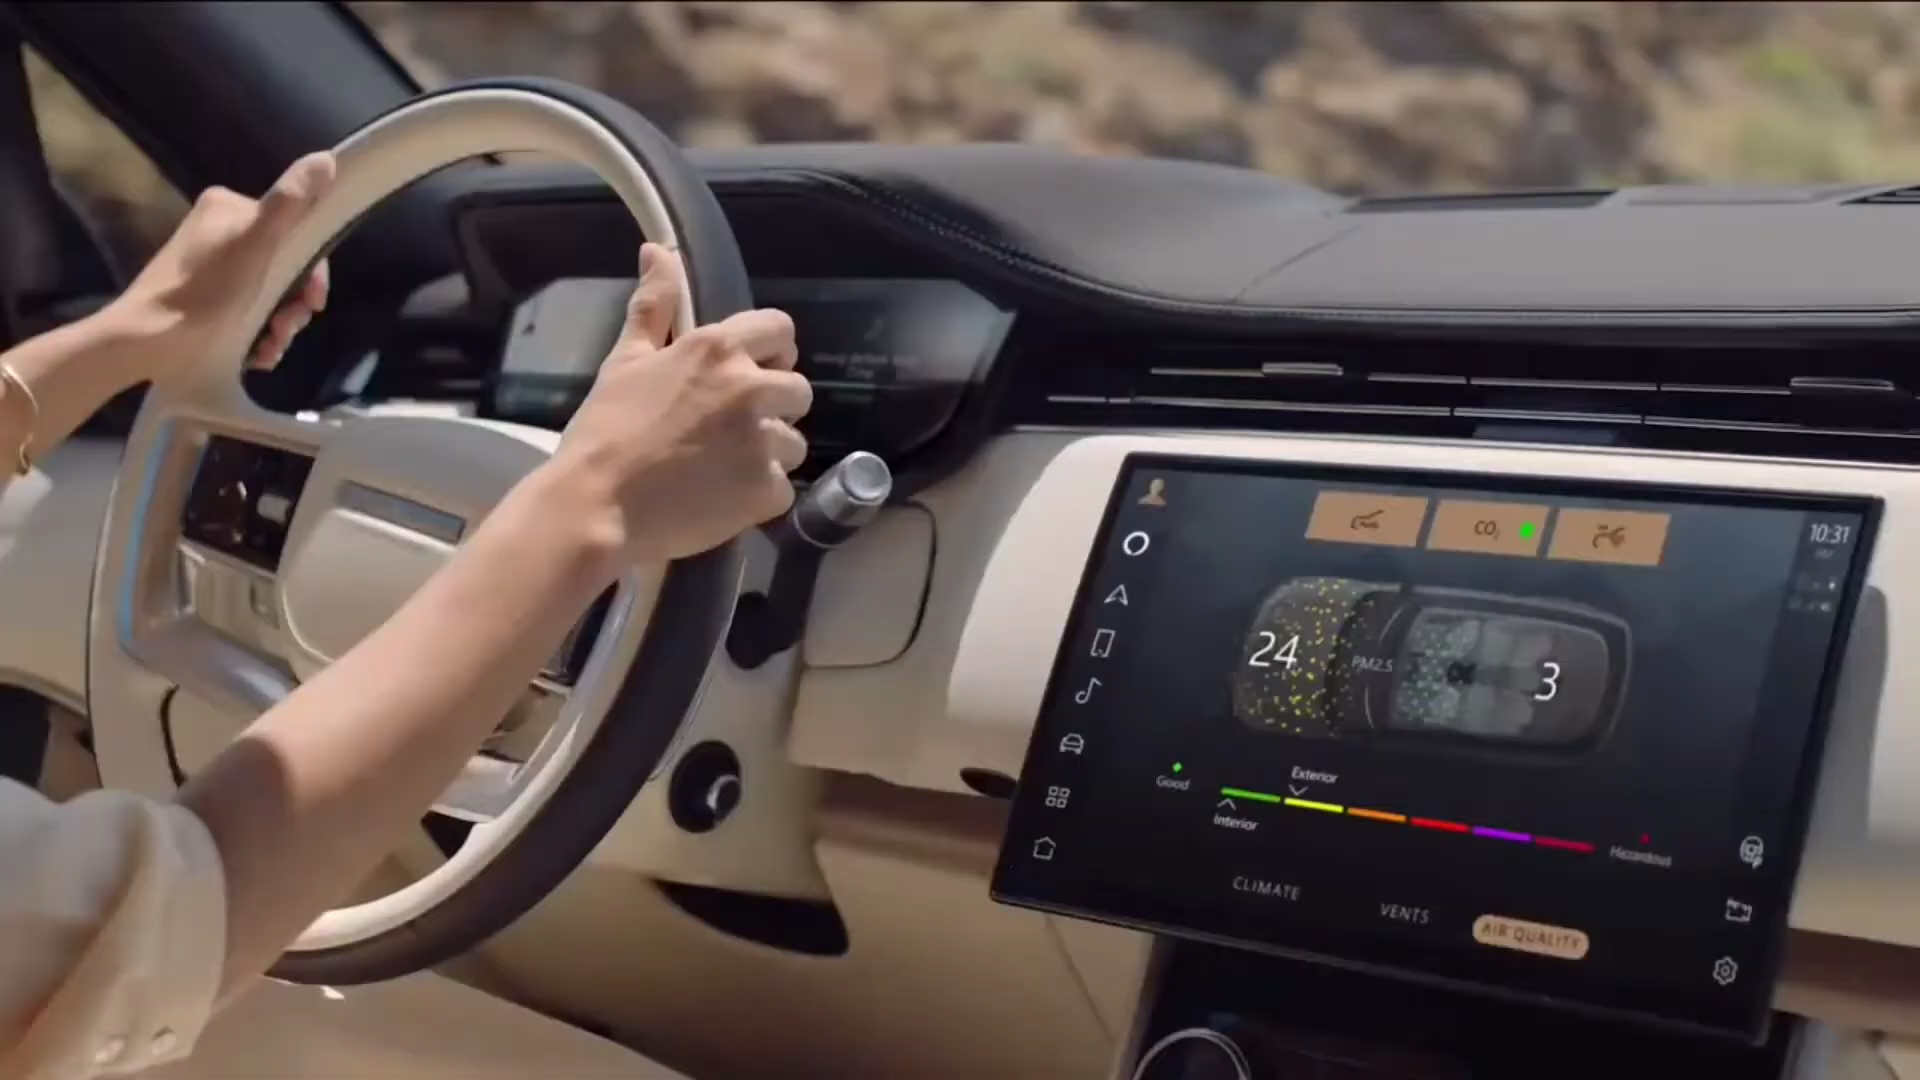 10:31
CO₂
24
PM2.5
3
Exterior
Good
Interior
Hazardous
CLIMATE
VENTS
AIR QUALITY